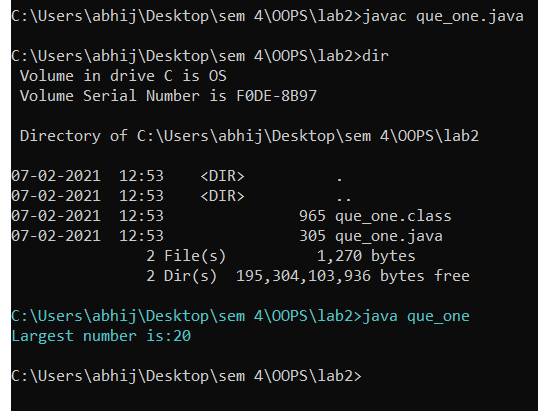 C:\Users\abhij\Desktop\sem 4\OOPS\lab2>javac que_one.java
C:\Users\abhij\Desktop\sem 4\OOPS\lab2>dir
Volume in drive C is OS
Volume Serial Number is F0DE-8B97
Directory of C:\Users\abhij\Desktop\sem 4\OOPS\lab2
07-02-2021  12:53    <DIR>          .
07-02-2021  12:53    <DIR>          ..
07-02-2021  12:53               965 que_one.class
07-02-2021  12:53               305 que_one.java
2 File(s)          1,270 bytes
2 Dir(s)  195,304,103,936 bytes free
C:\Users\abhij\Desktop\sem 4\OOPS\lab2>java que_one
Largest number is:20
C:\Users\abhij\Desktop\sem 4\OOPS\lab2>